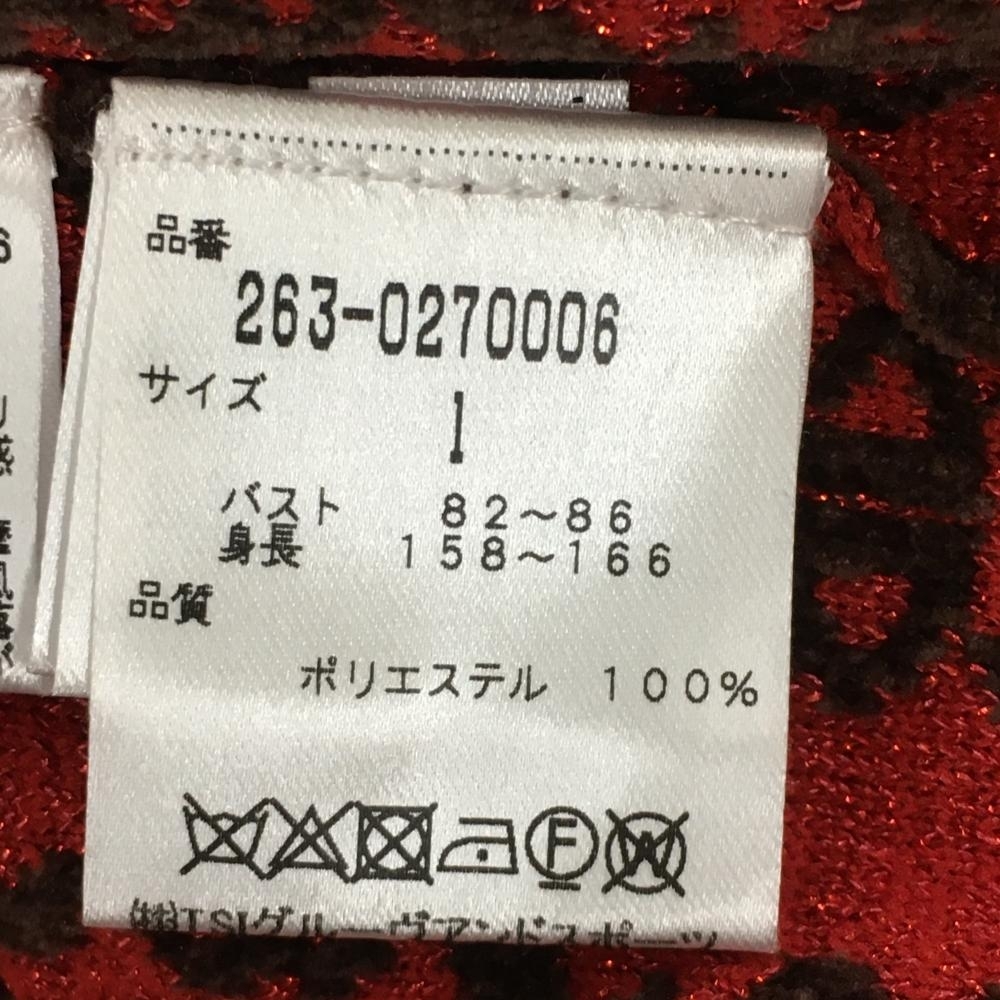 品番
263-0270006
サイズ
1
バスト 82~86
身長 158~166
品質
ポリエステル 100%
F
W
(株)TSIグルーヴアンドスポーツ
6